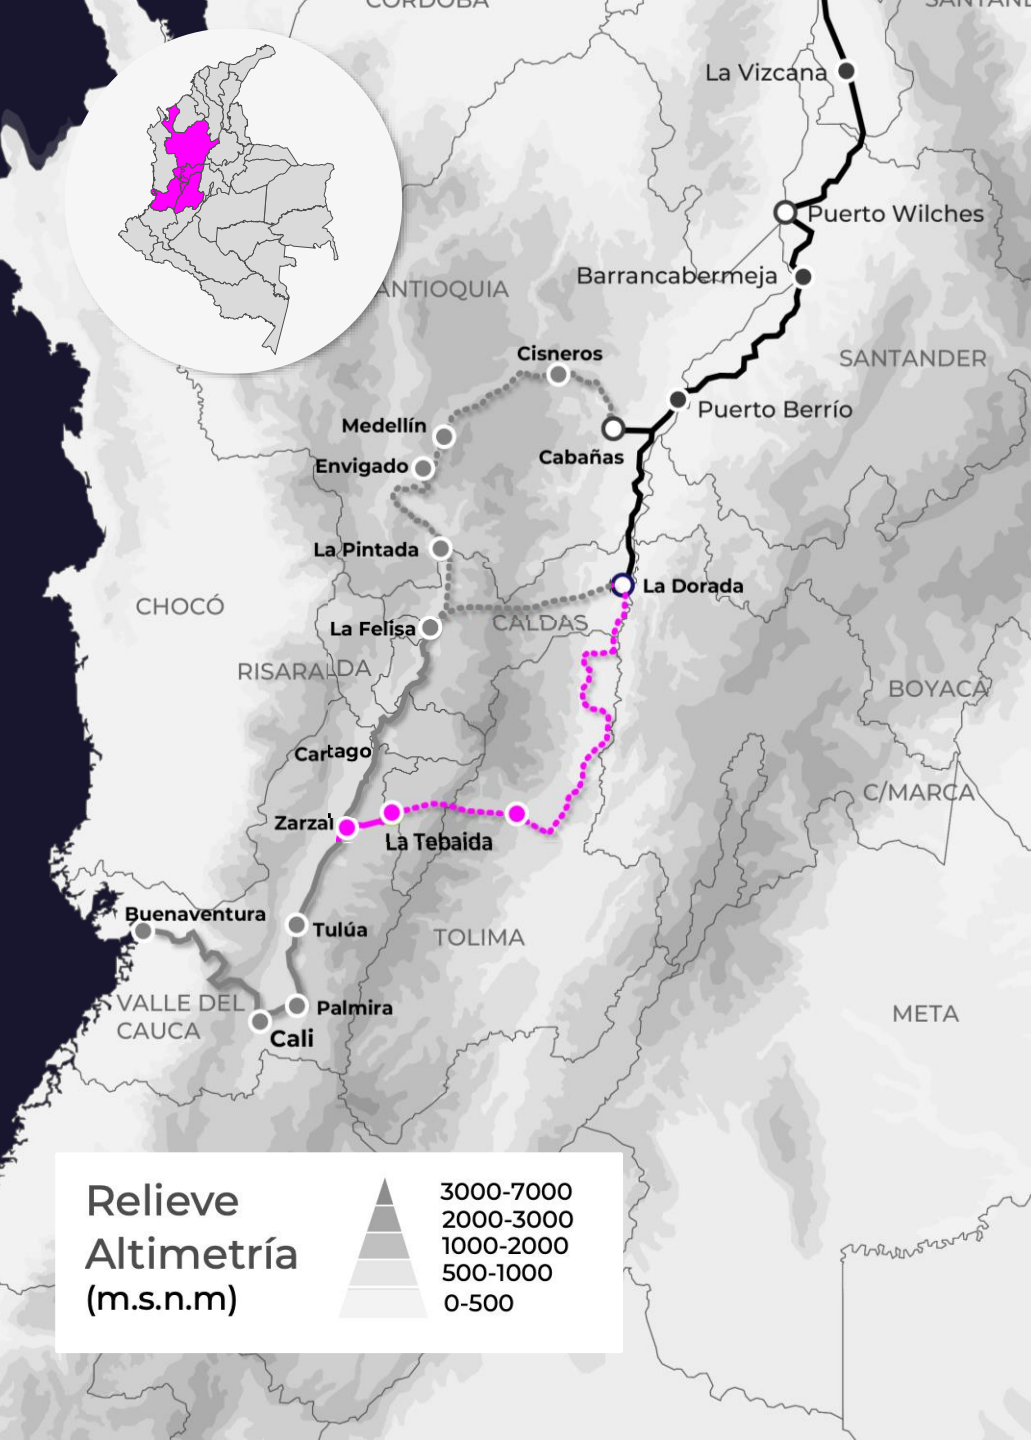 CÓRDOBA
La Vizcana
Puerto Wilches
Barrancabermeja
ANTIOQUIA
SANTANDER
Cisneros
Puerto Berrío
Medellín
Cabañas
Envigado
La Pintada
La Dorada
CHOCÓ
CALDAS
La Felisa
RISARALDA
BOYACÁ
Cartago
C/MARCA
Zarzal
La Tebaida
Buenaventura
Tulúa
TOLIMA
VALLE DEL
CAUCA
Palmira
META
Cali
Relieve
Altimetría
(m.s.n.m)
3000-7000
2000-3000
1000-2000
500-1000
0-500